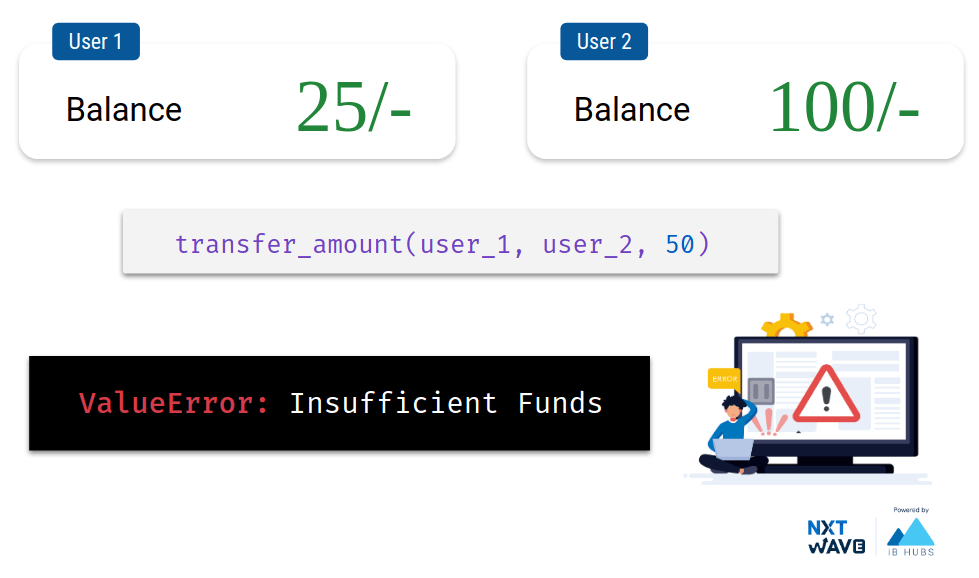 User 1
Balance 25/-
User 2
Balance 100/-
transfer_amount(user_1, user_2, 50)
ValueError: Insufficient Funds
ERROR
Powered by
NXT
WAVE
iB HUBS